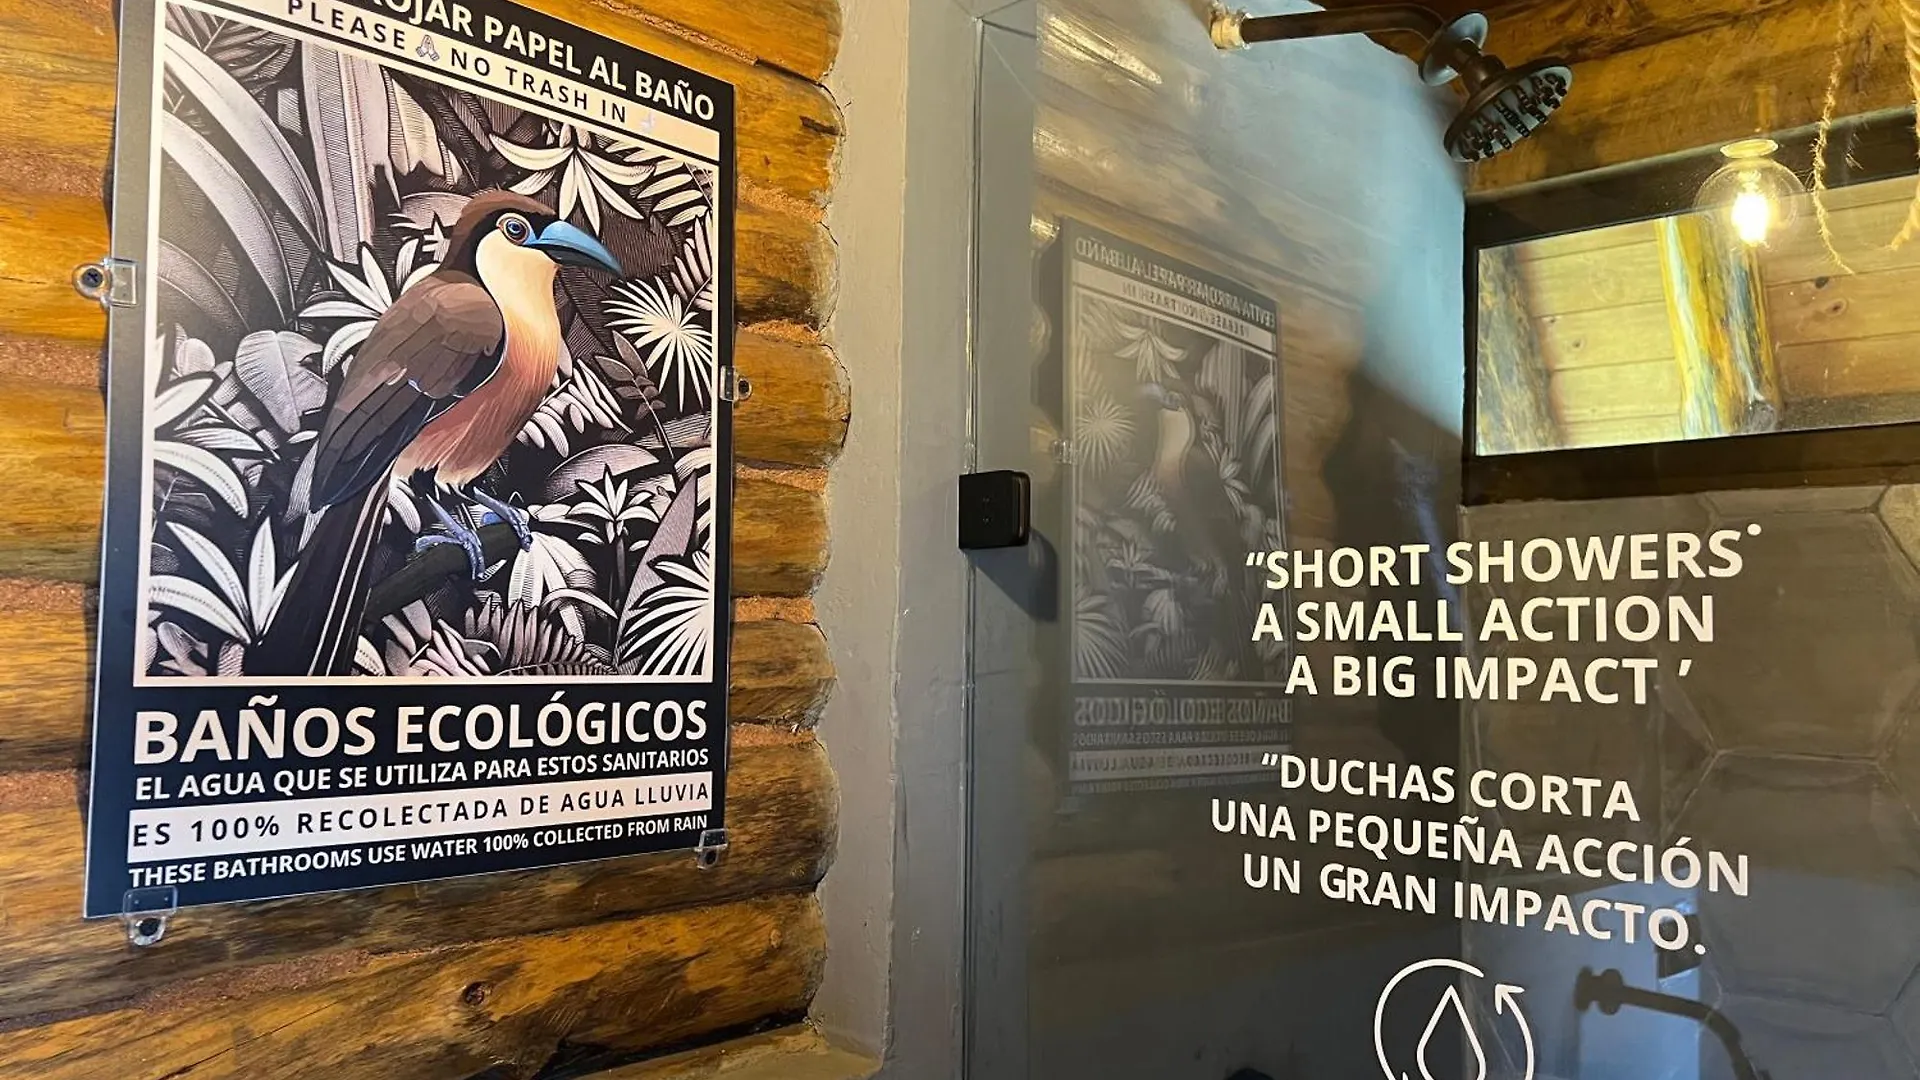 ROJAR PAPEL AL BAÑO
PLEASE 🙏 NO TRASH IN
BAÑOS ECOLÓGICOS
EL AGUA QUE SE UTILIZA PARA ESTOS SANITARIOS
ES 100% RECOLECTADA DE AGUA LLUVIA
THESE BATHROOMS USE WATER 100% COLLECTED FROM RAIN
“SHORT SHOWERS
A SMALL ACTION
A BIG IMPACT ’
“DUCHAS CORTA
UNA PEQUEÑA ACCIÓN
UN GRAN IMPACTO.